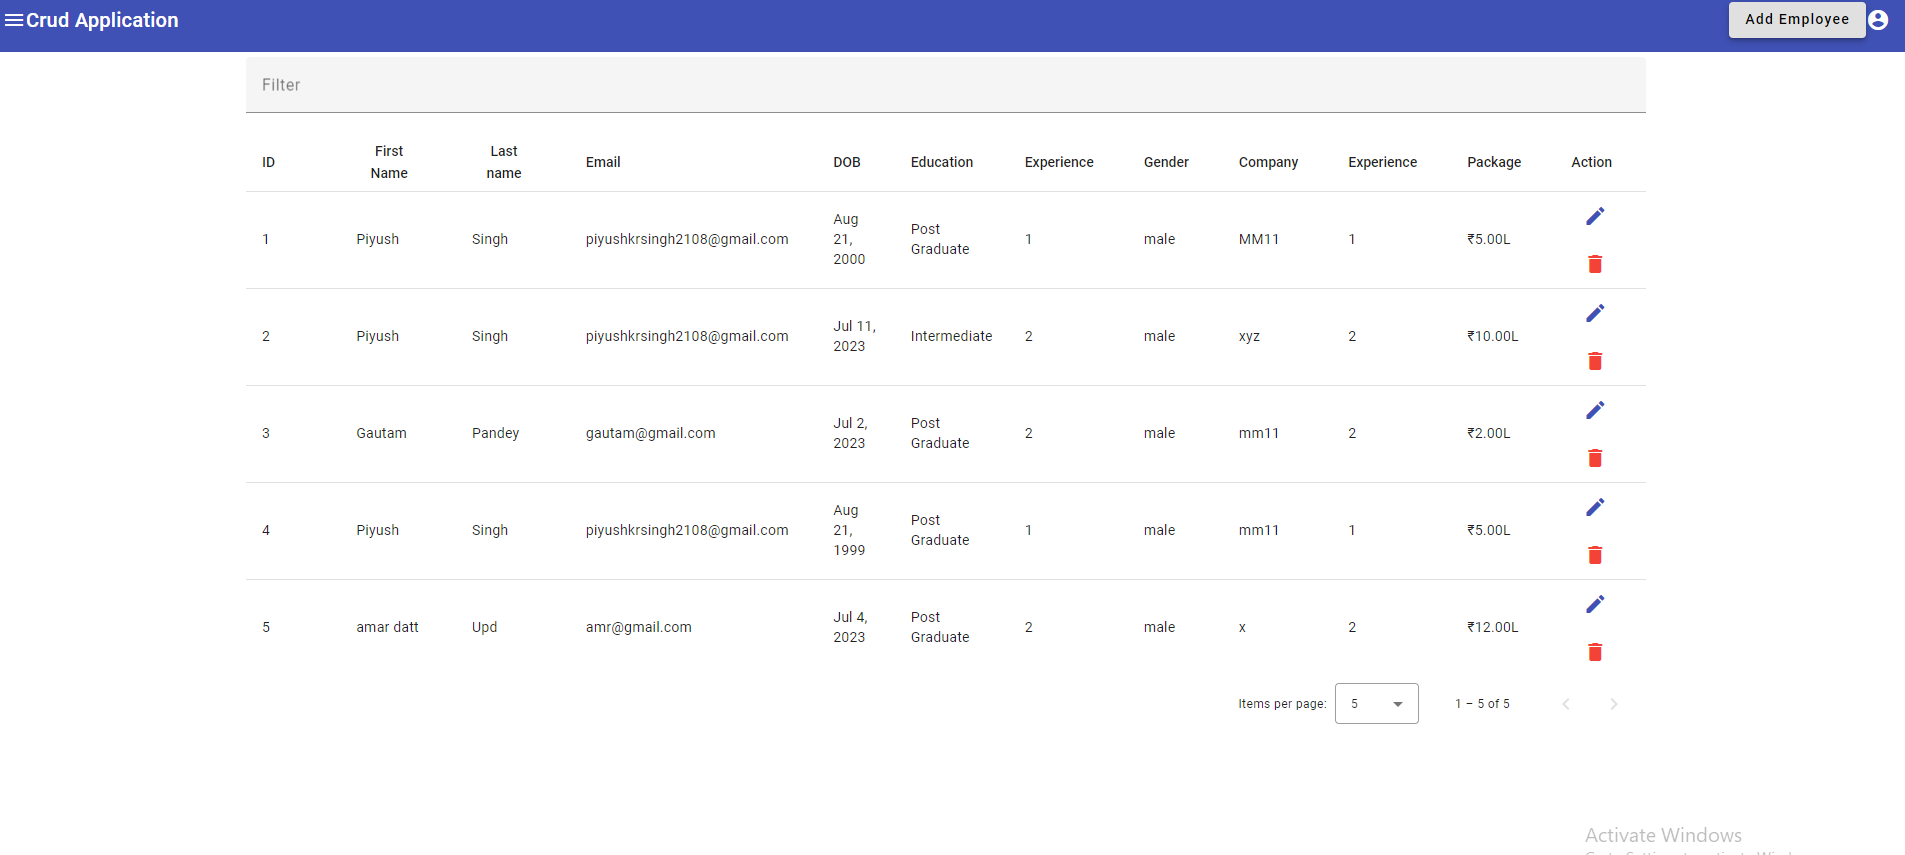 Crud Application
Add Employee
Filter
ID First Name Last name Email DOB Education Experience Gender Company Experience Package Action
1 Piyush Singh piyushkrsingh2108@gmail.com Aug 21, 2000 Post Graduate 1 male MM11 1 ₹5.00L
2 Piyush Singh piyushkrsingh2108@gmail.com Jul 11, 2023 Intermediate 2 male xyz 2 ₹10.00L
3 Gautam Pandey gautam@gmail.com Jul 2, 2023 Post Graduate 2 male mm11 2 ₹2.00L
4 Piyush Singh piyushkrsingh2108@gmail.com Aug 21, 1999 Post Graduate 1 male mm11 1 ₹5.00L
5 amar datt Upd amr@gmail.com Jul 4, 2023 Post Graduate 2 male x 2 ₹12.00L
Items per page: 5 1 – 5 of 5
Activate Windows